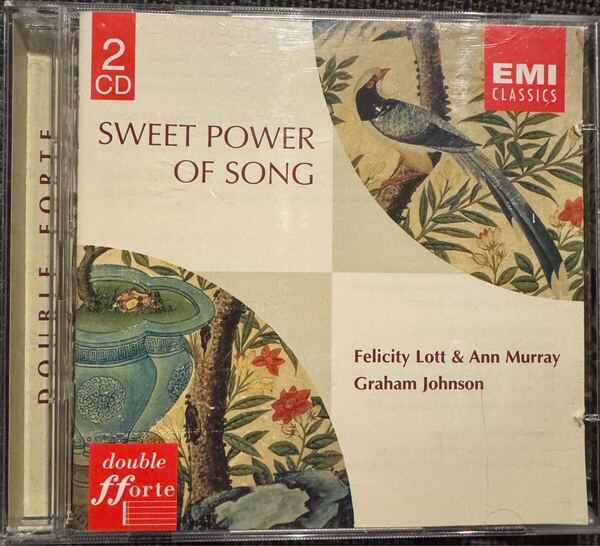 2
CD
EMI
CLASSICS
SWEET POWER
OF SONG
DOUBLE FORTE
Felicity Lott & Ann Murray
Graham Johnson
double
fforte